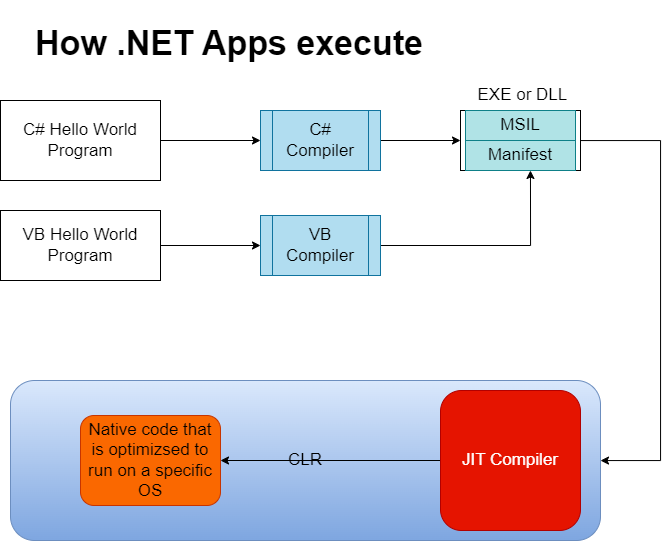 How .NET Apps execute
EXE or DLL
C# Hello World
Program
C#
Compiler
MSIL
Manifest
VB Hello World
Program
VB
Compiler
Native code that
is optimizsed to
run on a specific
OS
CLR
JIT Compiler